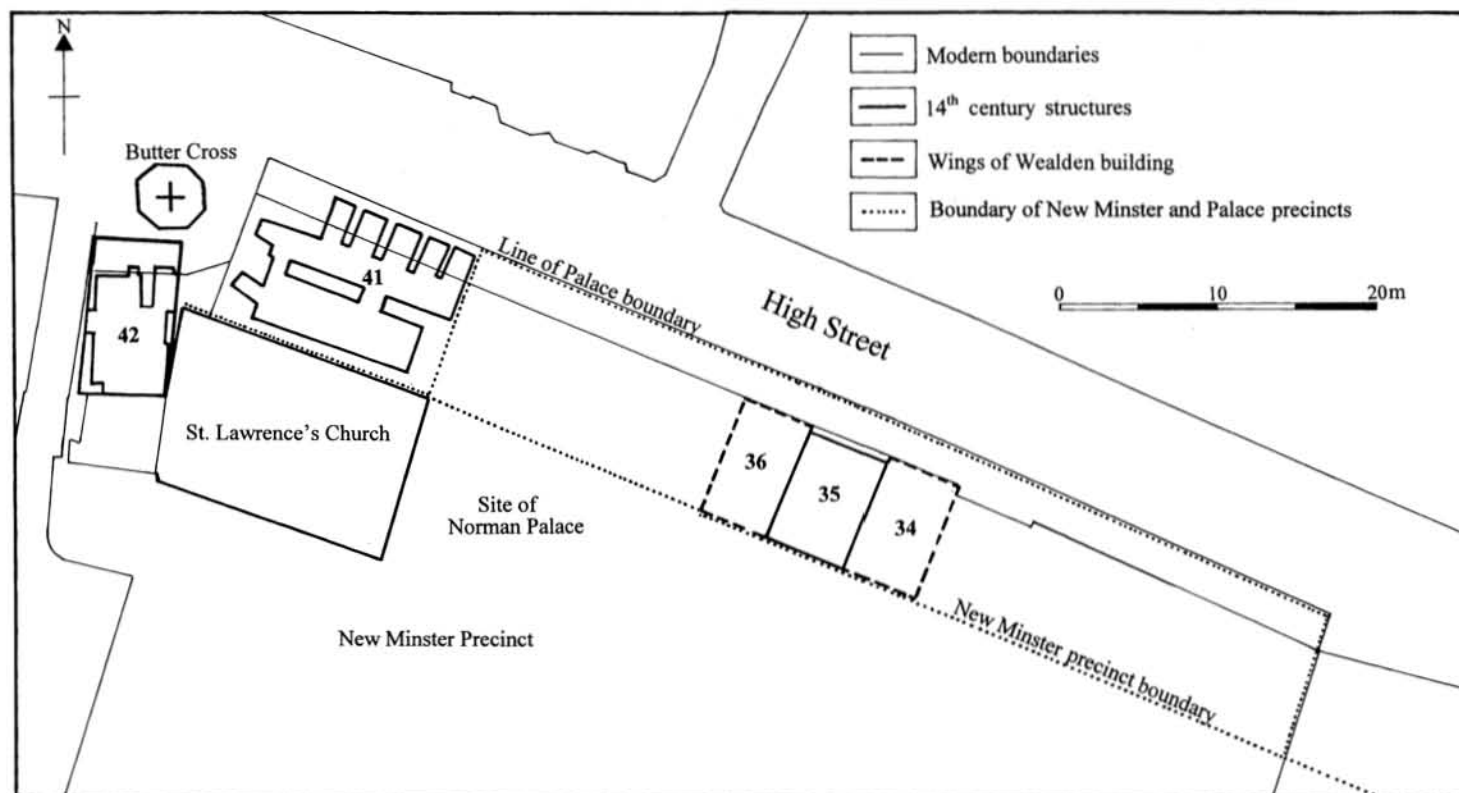 N
Modern boundaries
14th century structures
Wings of Wealden building
Boundary of New Minster and Palace precincts
0 10 20m
Butter Cross
41
42
Line of Palace boundary
High Street
St. Lawrence's Church
36
35
34
Site of
Norman Palace
New Minster Precinct
New Minster precinct boundary